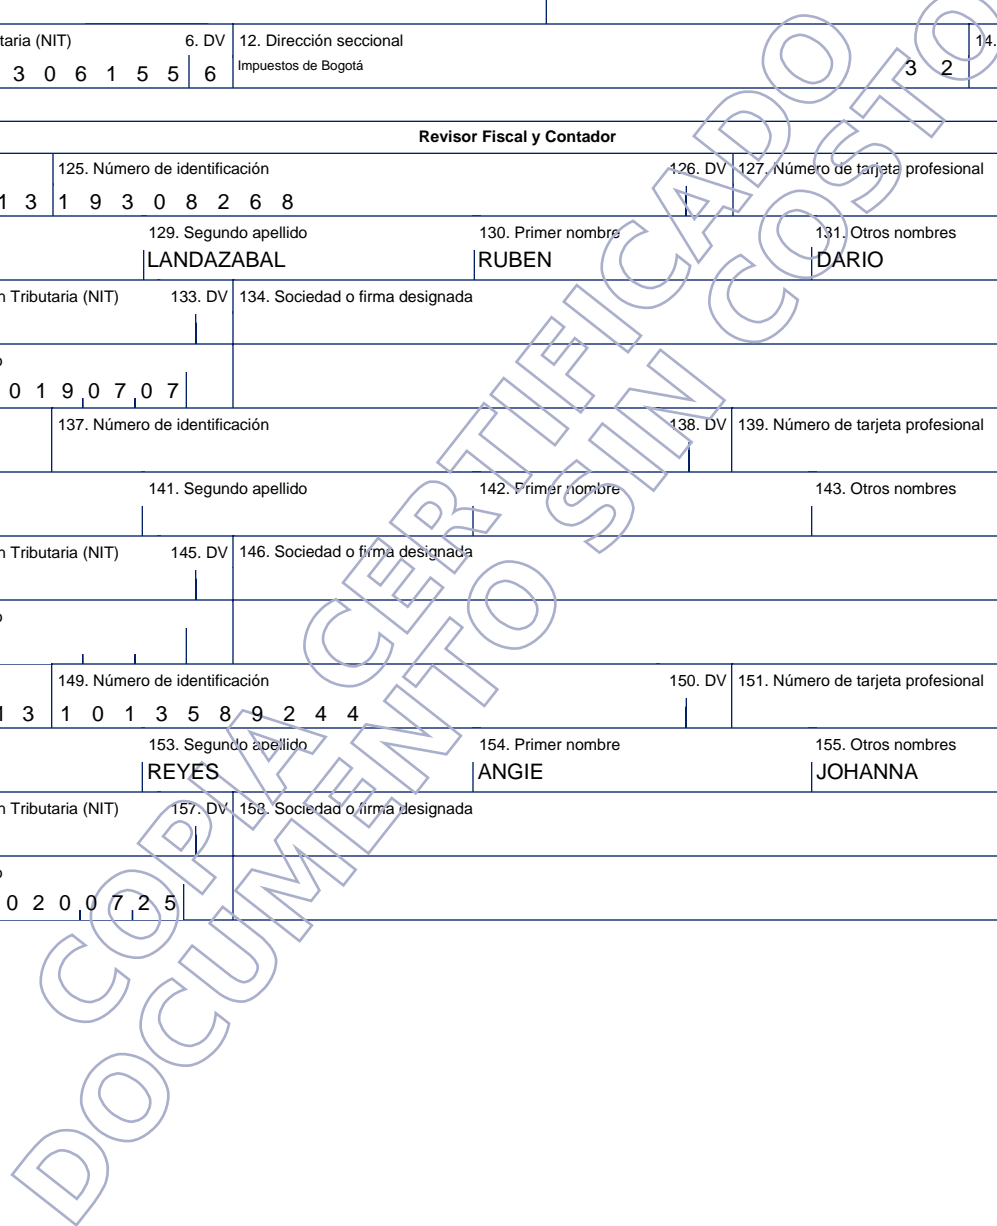 taria (NIT) 6. DV 12. Dirección seccional 14.
3 0 6 1 5 5 6 Impuestos de Bogotá 3 2
Revisor Fiscal y Contador
125. Número de identificación 126. DV 127. Número de tarjeta profesional
1 3 1 9 3 0 8 2 6 8
129. Segundo apellido 130. Primer nombre 131. Otros nombres
LANDAZABAL RUBEN DARIO
n Tributaria (NIT) 133. DV 134. Sociedad o firma designada
o
0 1 9 0 7 0 7
137. Número de identificación 138. DV 139. Número de tarjeta profesional
141. Segundo apellido 142. Primer nombre 143. Otros nombres
n Tributaria (NIT) 145. DV 146. Sociedad o firma designada
o
149. Número de identificación 150. DV 151. Número de tarjeta profesional
1 3 1 0 1 3 5 8 9 2 4 4
153. Segundo apellido 154. Primer nombre 155. Otros nombres
REYES ANGIE JOHANNA
n Tributaria (NIT) 157. DV 158. Sociedad o firma designada
o
0 2 0 0 7 2 5
COPIA CERTIFICADO
DOCUMENTO SIN COSTO